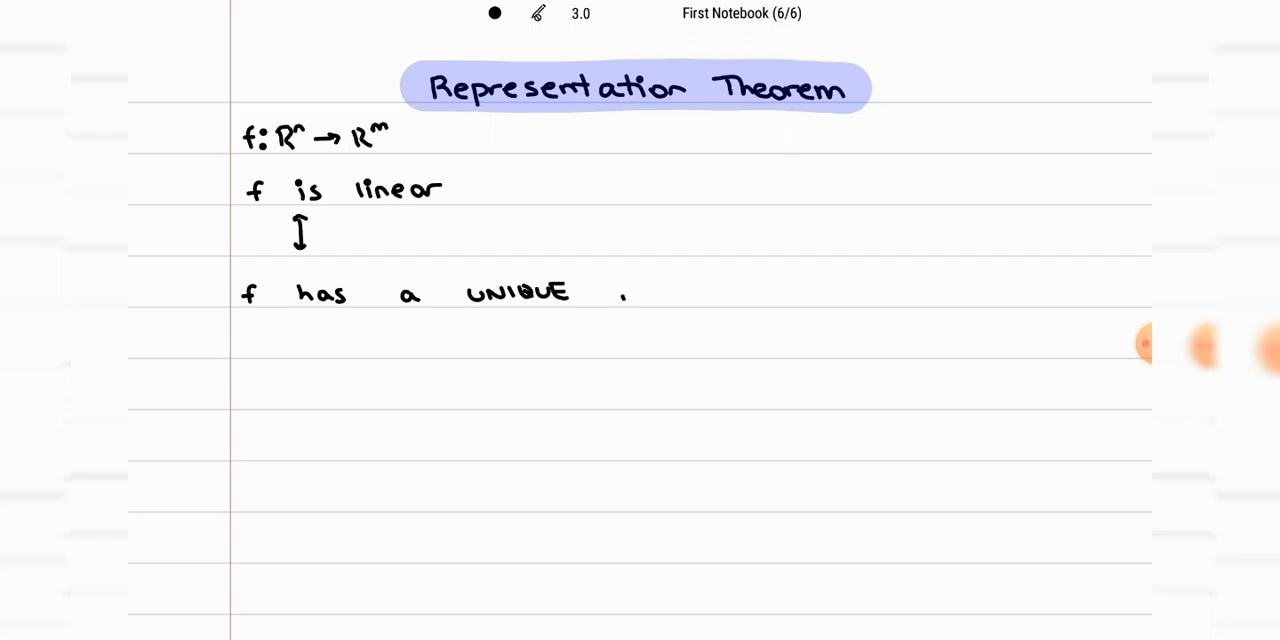 3.0 First Notebook (6/6)
Representation Theorem
f: ℝⁿ → ℝᵐ
f is linear
↕
f has a UNIQUE .